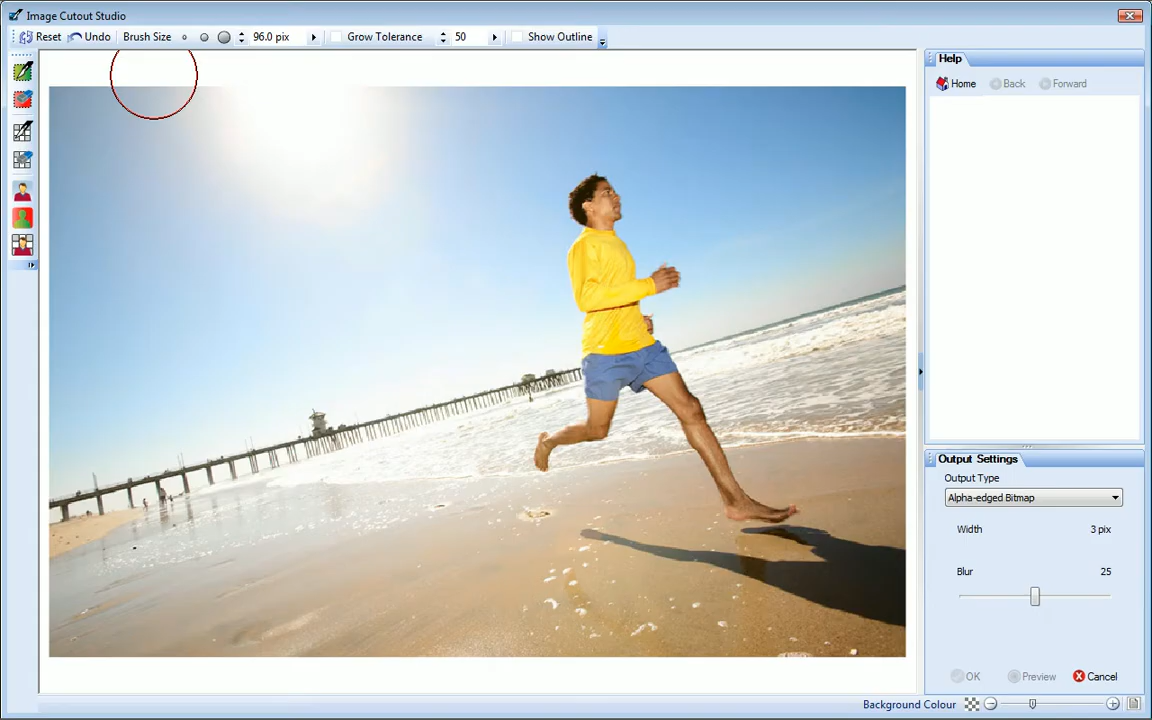 Image Cutout Studio
Reset Undo Brush Size 96.0 pix Grow Tolerance 50 Show Outline
Help
Home Back Forward
Output Settings
Output Type
Alpha-edged Bitmap
Width 3 pix
Blur 25
OK Preview Cancel
Background Colour